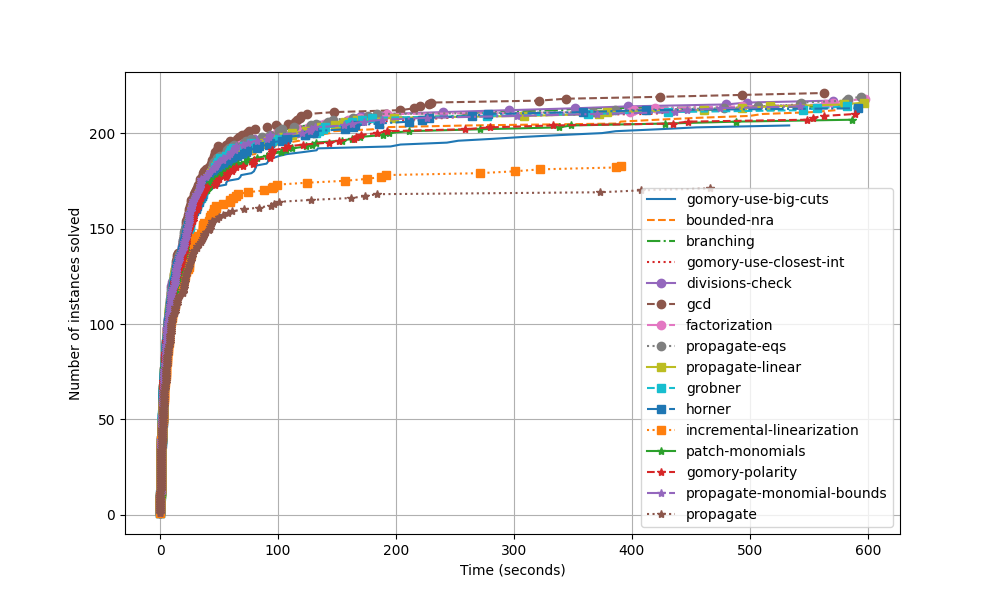 200
150
100
50
0
Number of instances solved
0 100 200 300 400 500 600
Time (seconds)
gomory-use-big-cuts
bounded-nra
branching
gomory-use-closest-int
divisions-check
gcd
factorization
propagate-eqs
propagate-linear
grobner
horner
incremental-linearization
patch-monomials
gomory-polarity
propagate-monomial-bounds
propagate